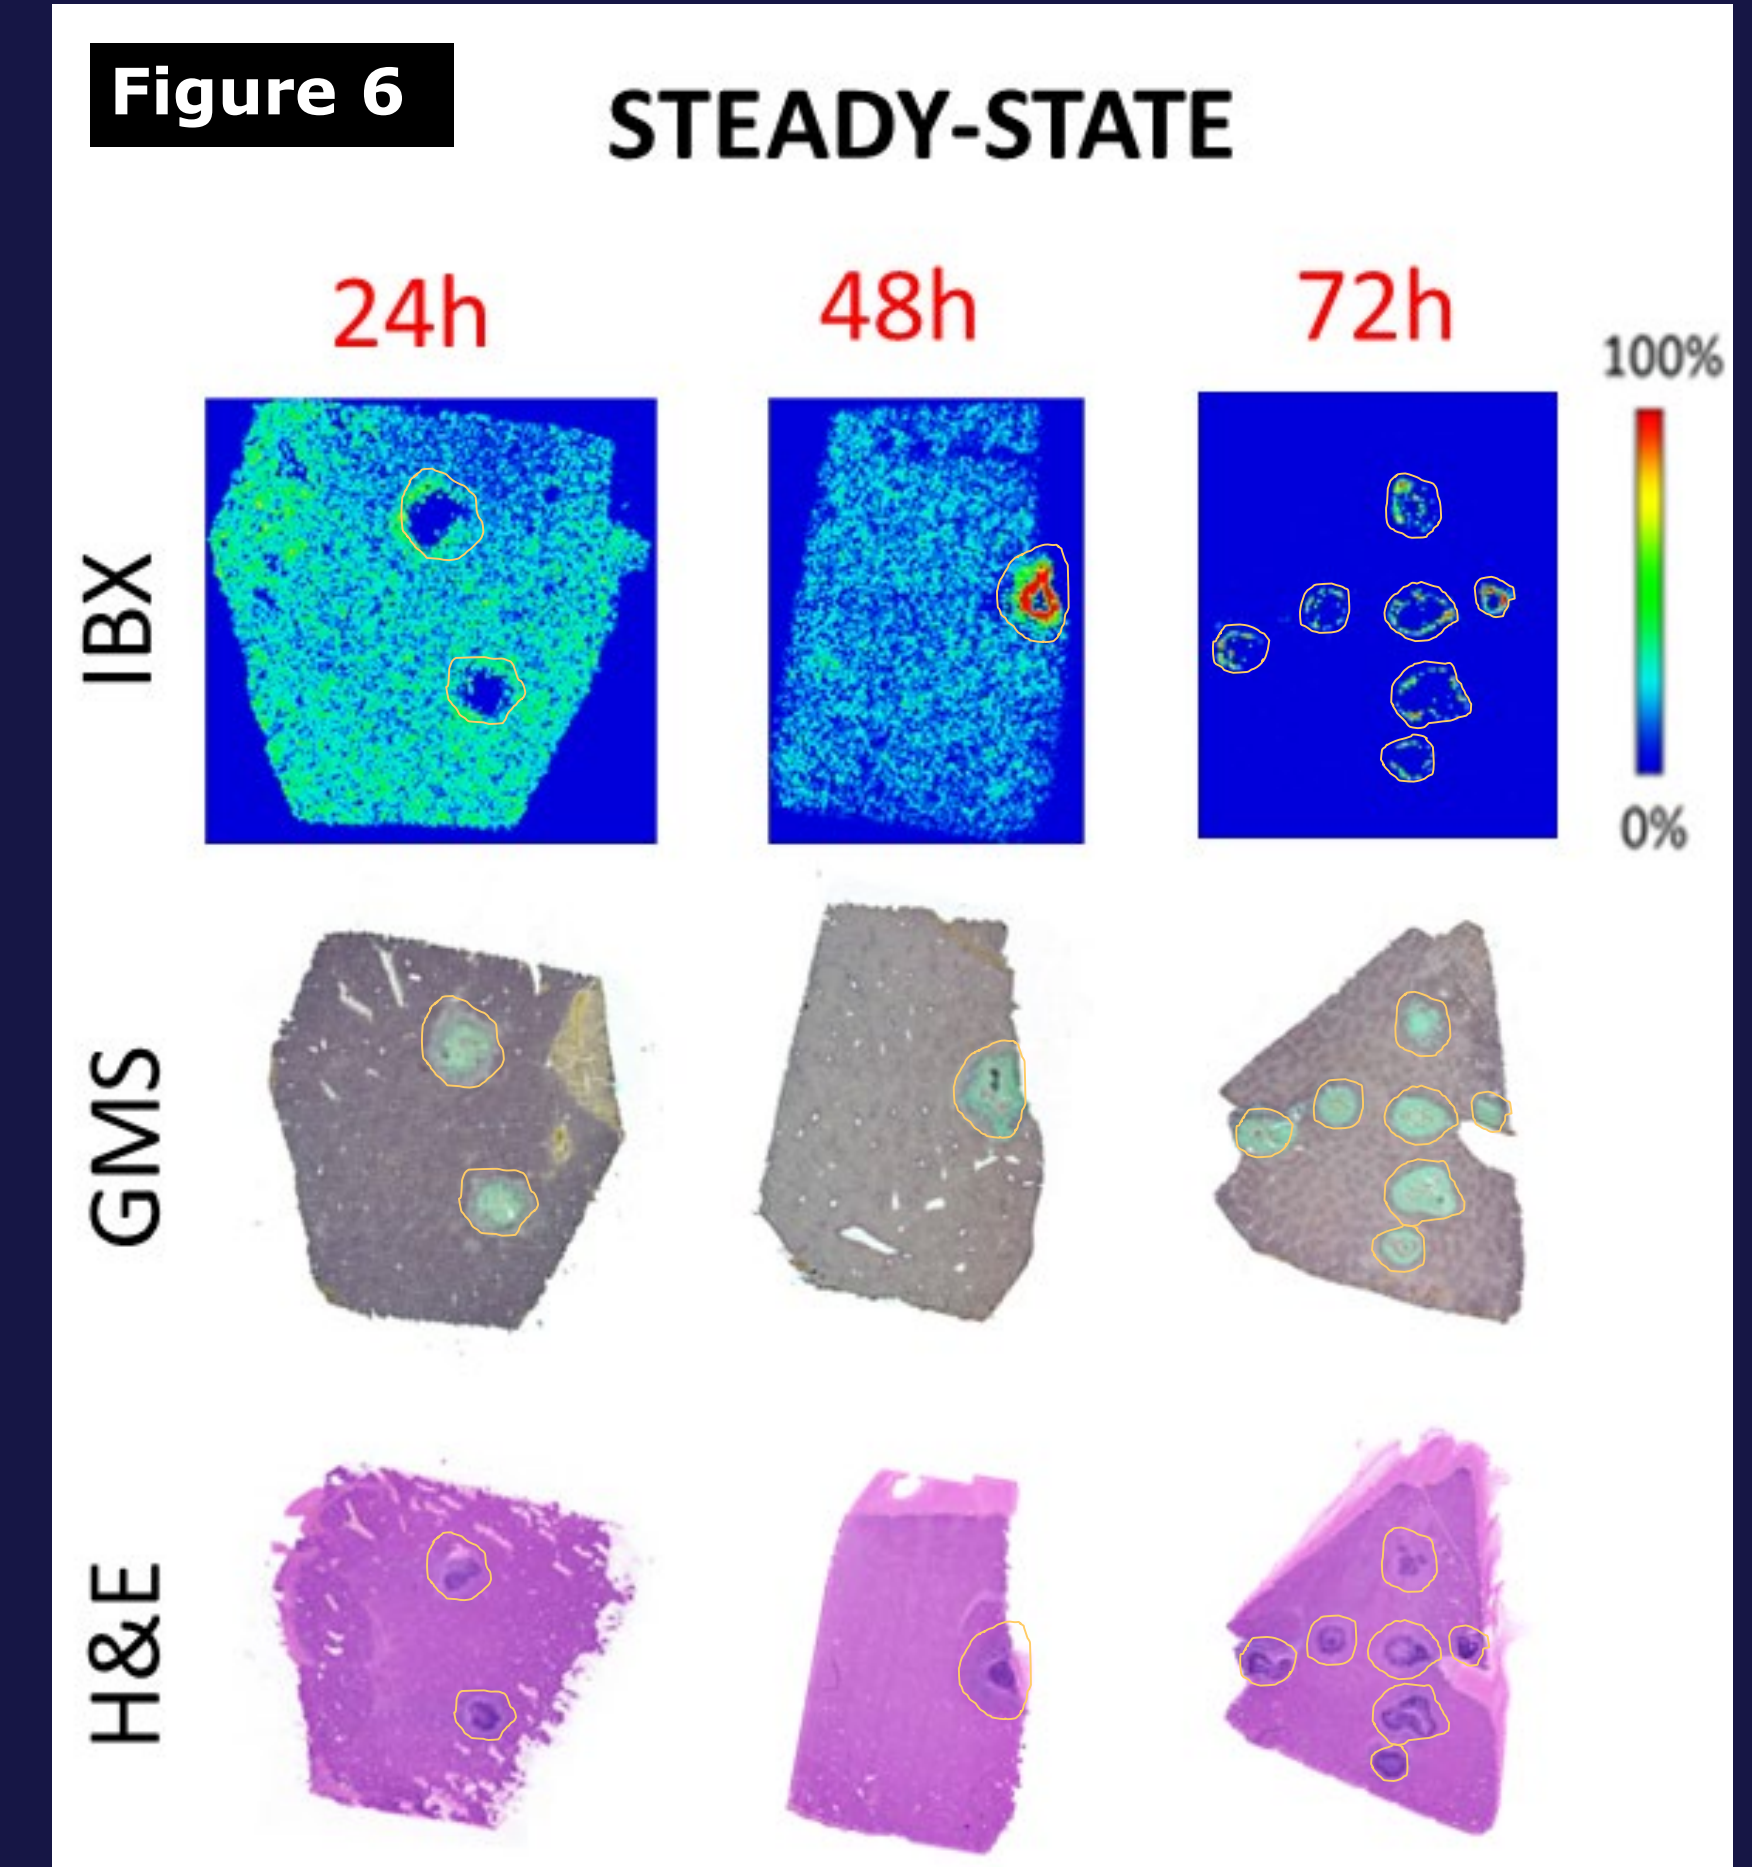 Figure 6
STEADY-STATE
24h
48h
72h
100%
0%
IBX
GMS
H&E